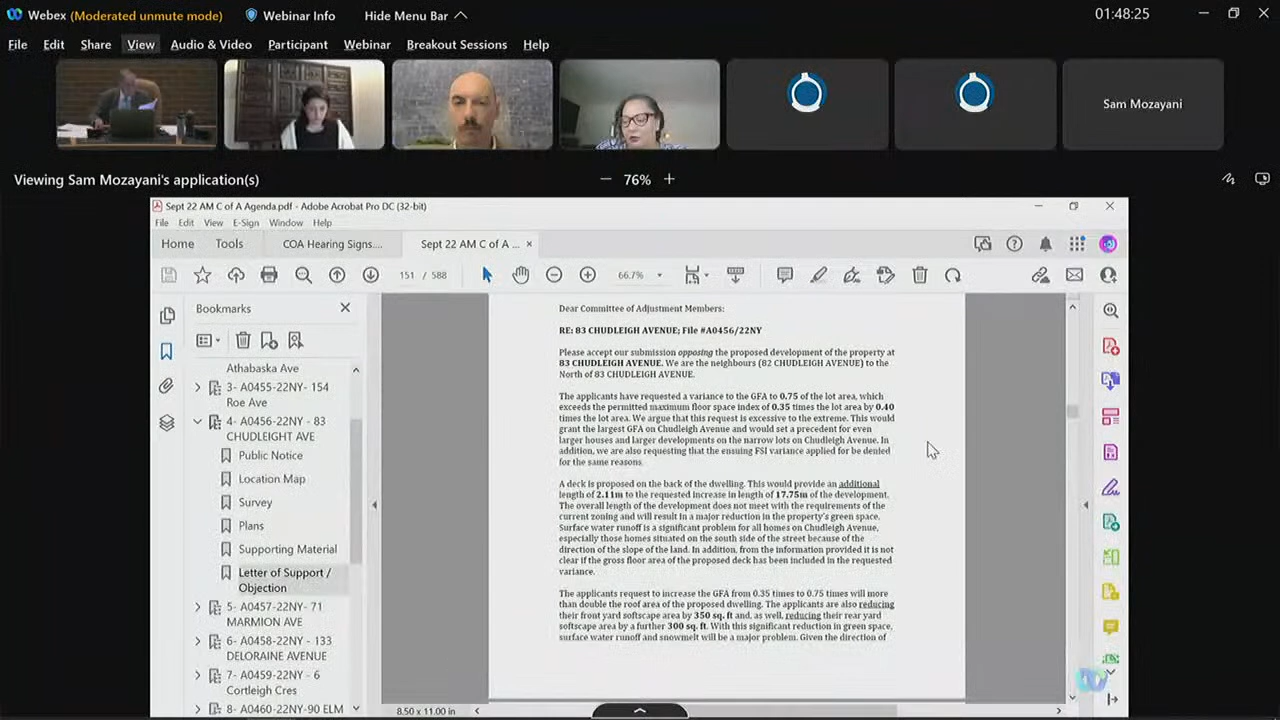 Webex (Moderated unmute mode) Webinar Info Hide Menu Bar 01:48:25
File Edit Share View Audio & Video Participant Webinar Breakout Sessions Help
Sam Mozayani
Viewing Sam Mozayani's application(s) 76%
Sept 22 AM C of A Agenda.pdf - Adobe Acrobat Pro DC (32-bit)
File Edit View E-Sign Window Help
Home Tools COA Hearing Signs.... Sept 22 AM C of A ...
151 / 588 66.7%
Bookmarks
Athabaska Ave
3- A0455-22NY- 154
Roe Ave
4- A0456-22NY - 83
CHUDLEIGHT AVE
Public Notice
Location Map
Survey
Plans
Supporting Material
Letter of Support /
Objection
5- A0457-22NY- 71
MARMION AVE
6- A0458-22NY - 133
DELORAINE AVENUE
7- A0459-22NY - 6
Cortleigh Cres
8- A0460-22NY-90 ELM
Dear Committee of Adjustment Members:
RE: 83 CHUDLEIGH AVENUE; File #A0456/22NY
Please accept our submission opposing the proposed development of the property at
83 CHUDLEIGH AVENUE. We are the neighbours (82 CHUDLEIGH AVENUE) to the
North of 83 CHUDLEIGH AVENUE.
The applicants have requested a variance to the GFA to 0.75 of the lot area, which
exceeds the permitted maximum floor space index of 0.35 times the lot area by 0.40
times the lot area. We argue that this request is excessive to the extreme. This would
grant the largest GFA on Chudleigh Avenue and would set a precedent for even
larger houses and larger developments on the narrow lots on Chudleigh Avenue. In
addition, we are also requesting that the ensuing FSI variance applied for be denied
for the same reasons.
A deck is proposed on the back of the dwelling. This would provide an additional
length of 2.11m to the requested increase in length of 17.75m of the development.
The overall length of the development does not meet with the requirements of the
current zoning and will result in a major reduction in the property's green space.
Surface water runoff is a significant problem for all homes on Chudleigh Avenue,
especially those homes situated on the south side of the street because of the
direction of the slope of the land. In addition, from the information provided it is not
clear if the gross floor area of the proposed deck has been included in the requested
variance.
The applicants request to increase the GFA from 0.35 times to 0.75 times will more
than double the roof area of the proposed dwelling. The applicants are also reducing
their front yard softscape area by 350 sq. ft and, as well, reducing their rear yard
softscape area by a further 300 sq. ft. With this significant reduction in green space,
surface water runoff and snowmelt will be a major problem. Given the direction of
8.50 x 11.00 in